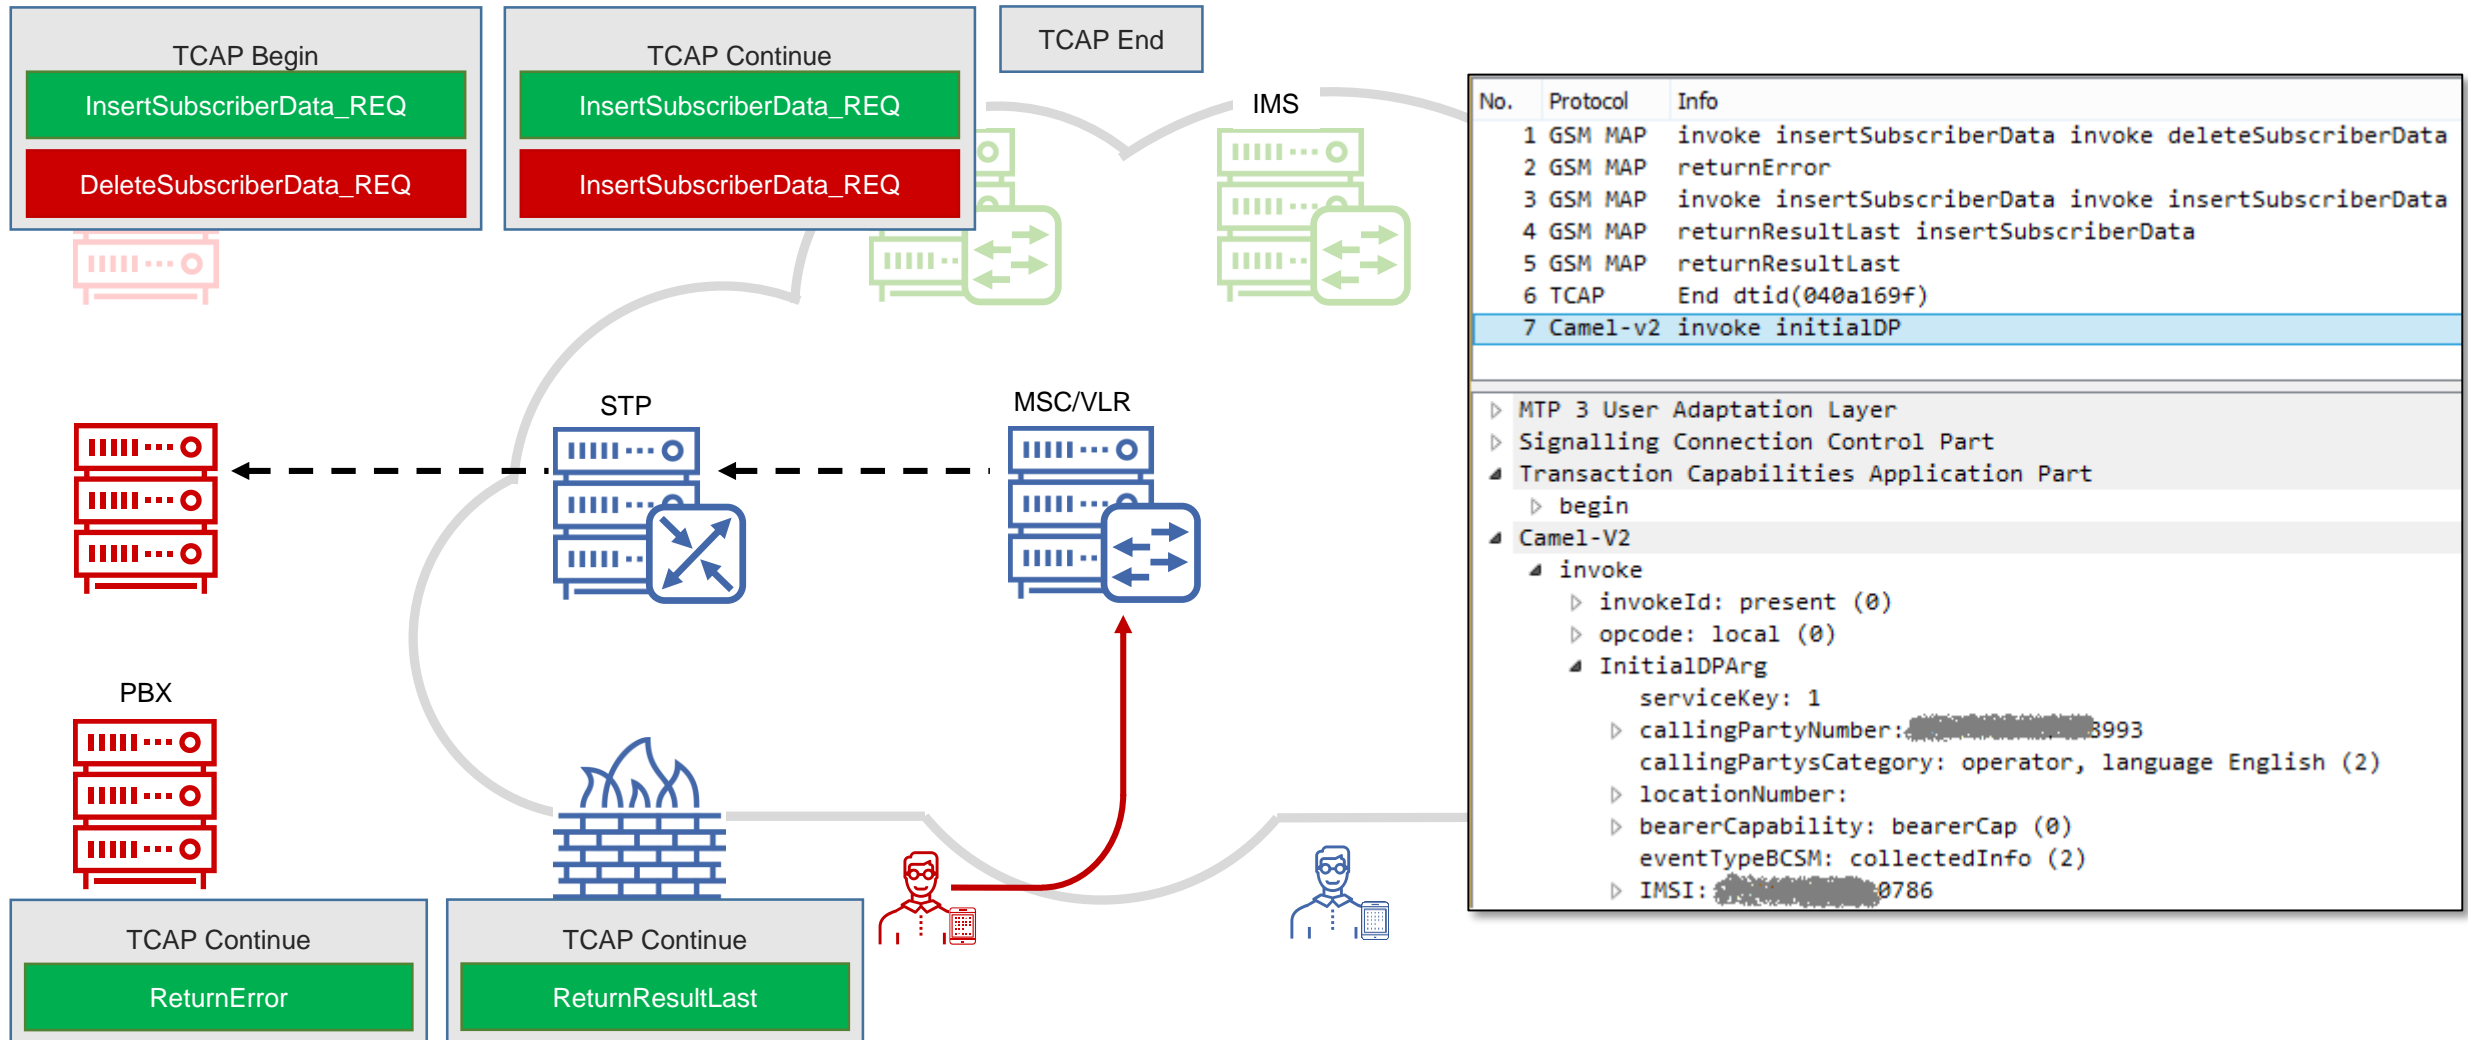 TCAP Begin
InsertSubscriberData_REQ
DeleteSubscriberData_REQ
TCAP Continue
InsertSubscriberData_REQ
InsertSubscriberData_REQ
TCAP End
IMS
STP
MSC/VLR
PBX
TCAP Continue
ReturnError
TCAP Continue
ReturnResultLast
No. Protocol Info
1 GSM MAP invoke insertSubscriberData invoke deleteSubscriberData
2 GSM MAP returnError
3 GSM MAP invoke insertSubscriberData invoke insertSubscriberData
4 GSM MAP returnResultLast insertSubscriberData
5 GSM MAP returnResultLast
6 TCAP End dtid(040a169f)
7 Camel-v2 invoke initialDP
MTP 3 User Adaptation Layer
Signalling Connection Control Part
Transaction Capabilities Application Part
begin
Camel-V2
invoke
invokeId: present (0)
opcode: local (0)
InitialDPArg
serviceKey: 1
callingPartyNumber: 3993
callingPartysCategory: operator, language English (2)
locationNumber:
bearerCapability: bearerCap (0)
eventTypeBCSM: collectedInfo (2)
IMSI: 0786